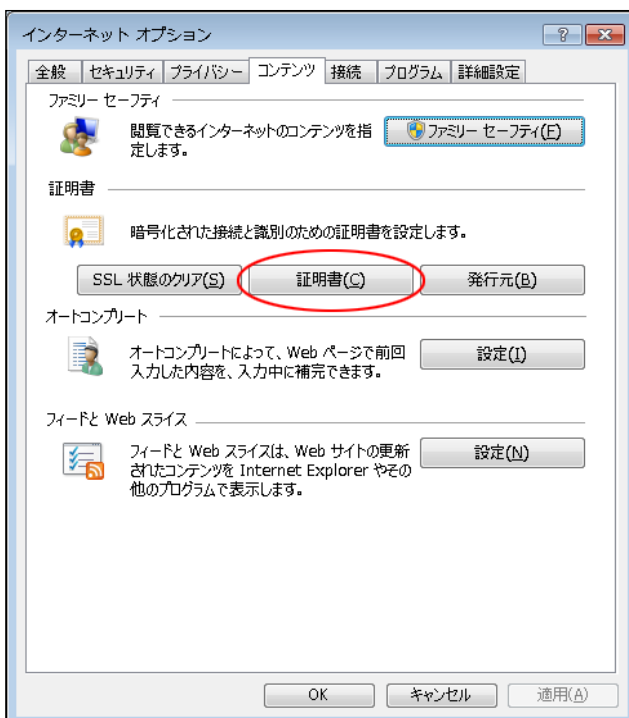 インターネット オプション
全般 セキュリティ プライバシー コンテンツ 接続 プログラム 詳細設定
ファミリー セーフティ
閲覧できるインターネットのコンテンツを指
定します。
ファミリー セーフティ(F)
証明書
暗号化された接続と識別のための証明書を設定します。
SSL 状態のクリア(S) 証明書(C) 発行元(B)
オートコンプリート
オートコンプリートによって、Web ページで前回
入力した内容を、入力中に補完できます。
設定(I)
フィードと Web スライス
フィードと Web スライスは、Web サイトの更新
されたコンテンツを Internet Explorer やその
他のプログラムで表示します。
設定(N)
OK キャンセル 適用(A)